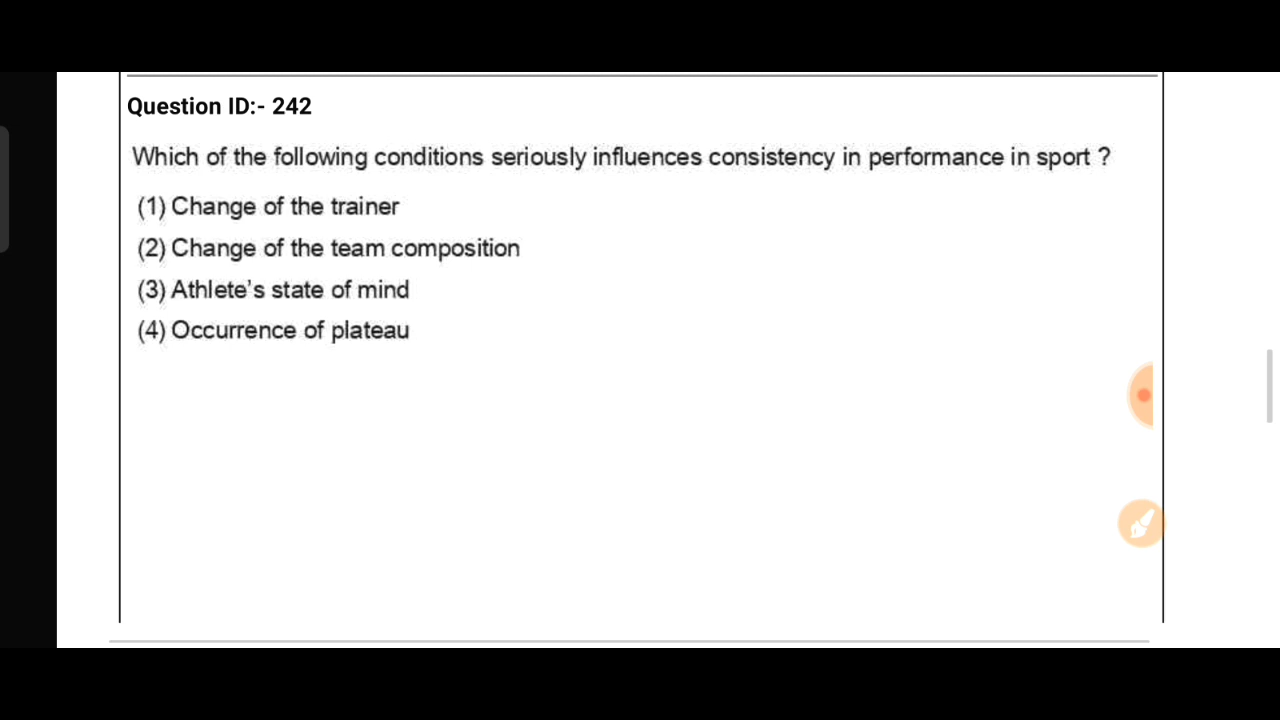 Question ID:- 242
Which of the following conditions seriously influences consistency in performance in sport ?
(1) Change of the trainer
(2) Change of the team composition
(3) Athlete's state of mind
(4) Occurrence of plateau